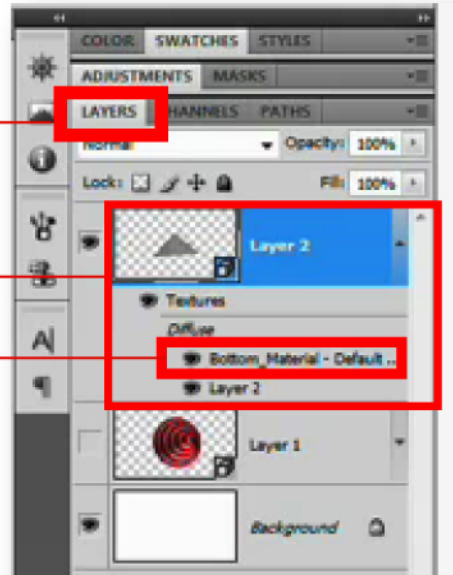 COLOR SWATCHES STYLES
ADJUSTMENTS MASKS
LAYERS CHANNELS PATHS
Normal Opacity: 100%
Lock: Fill: 100%
Layer 2
Textures
Diffuse
Bottom_Material - Default ..
Layer 2
Layer 1
Background
A|
¶